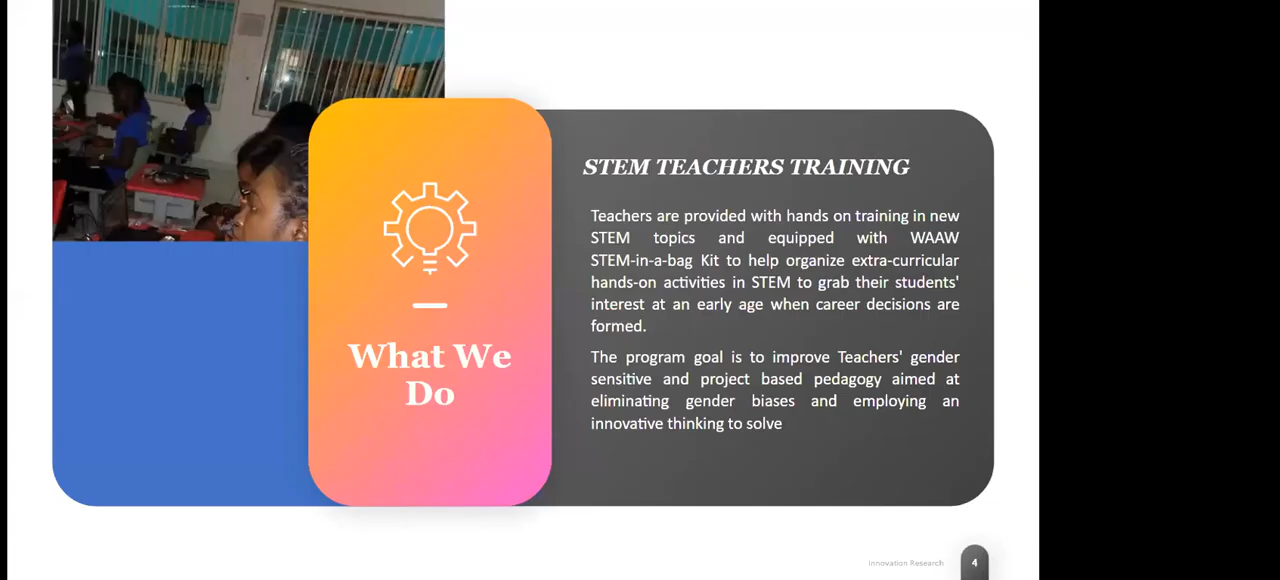 What We
Do
STEM TEACHERS TRAINING
Teachers are provided with hands on training in new
STEM topics and equipped with WAAW
STEM-in-a-bag Kit to help organize extra-curricular
hands-on activities in STEM to grab their students'
interest at an early age when career decisions are
formed.
The program goal is to improve Teachers' gender
sensitive and project based pedagogy aimed at
eliminating gender biases and employing an
innovative thinking to solve
Innovation Research
4